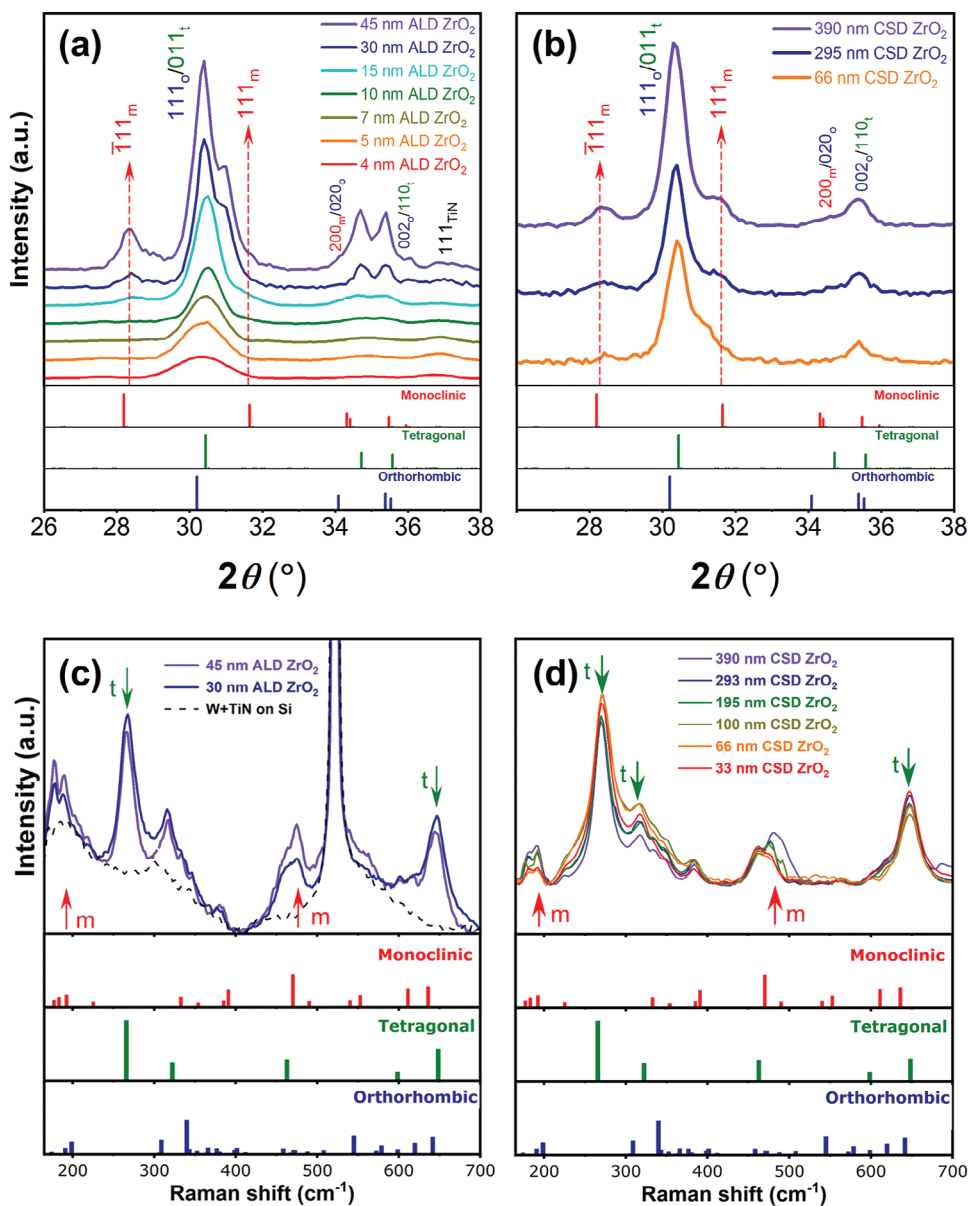 (a)
45 nm ALD ZrO₂
30 nm ALD ZrO₂
15 nm ALD ZrO₂
10 nm ALD ZrO₂
7 nm ALD ZrO₂
5 nm ALD ZrO₂
4 nm ALD ZrO₂
1̅11ₘ
111ₒ/011ₜ
111ₘ
200ₘ/020ₒ
002ₒ/110ₜ
111TiN
Intensity (a.u.)
Monoclinic
Tetragonal
Orthorhombic
26 28 30 32 34 36 38
2θ (°)
(b)
390 nm CSD ZrO₂
295 nm CSD ZrO₂
66 nm CSD ZrO₂
1̅11ₘ
111ₒ/011ₜ
111ₘ
200ₘ/020ₒ
002ₒ/110ₜ
Monoclinic
Tetragonal
Orthorhombic
28 30 32 34 36 38
2θ (°)
(c)
45 nm ALD ZrO₂
30 nm ALD ZrO₂
W+TiN on Si
t
t
m
m
Intensity (a.u.)
Monoclinic
Tetragonal
Orthorhombic
200 300 400 500 600 700
Raman shift (cm⁻¹)
(d)
390 nm CSD ZrO₂
293 nm CSD ZrO₂
195 nm CSD ZrO₂
100 nm CSD ZrO₂
66 nm CSD ZrO₂
33 nm CSD ZrO₂
t
t
t
m
m
Monoclinic
Tetragonal
Orthorhombic
200 300 400 500 600 700
Raman shift (cm⁻¹)